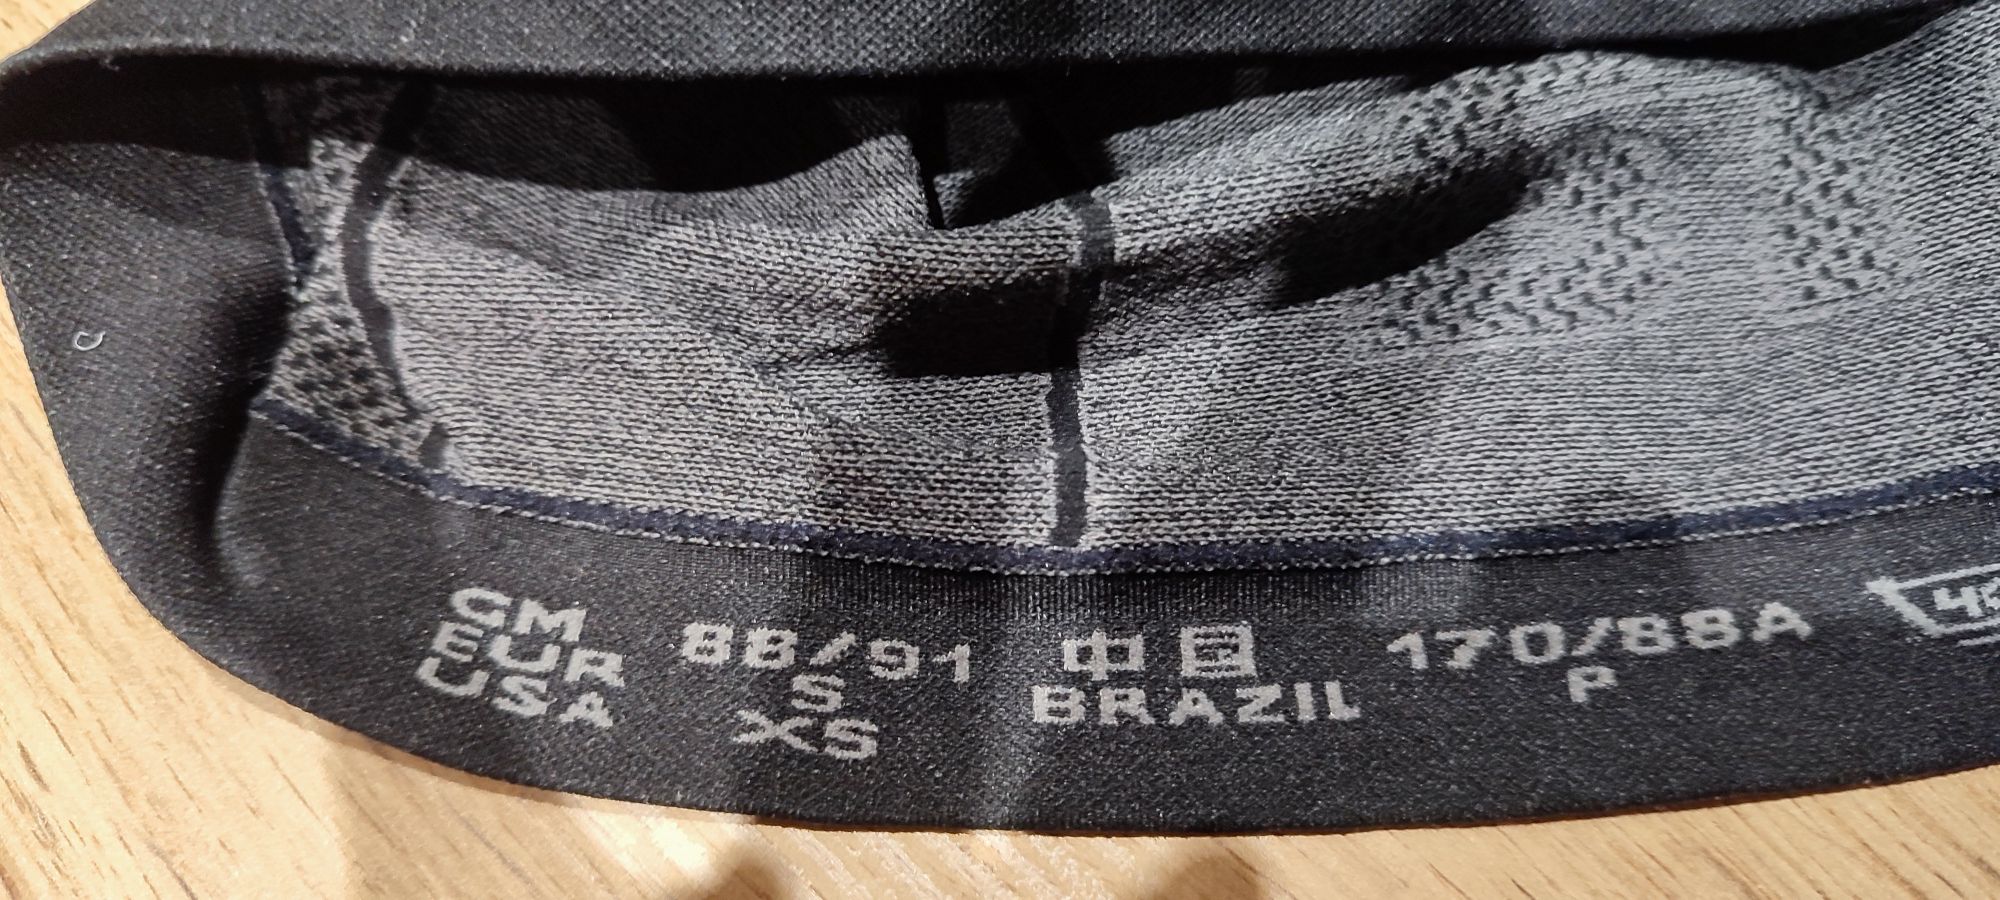 CM 88/91 中国 170/88A
EUR S BRAZIL P
USA XS